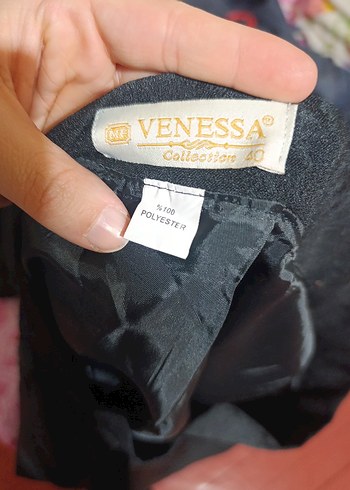 VENESSA®
Collection 40
%100
POLYESTER